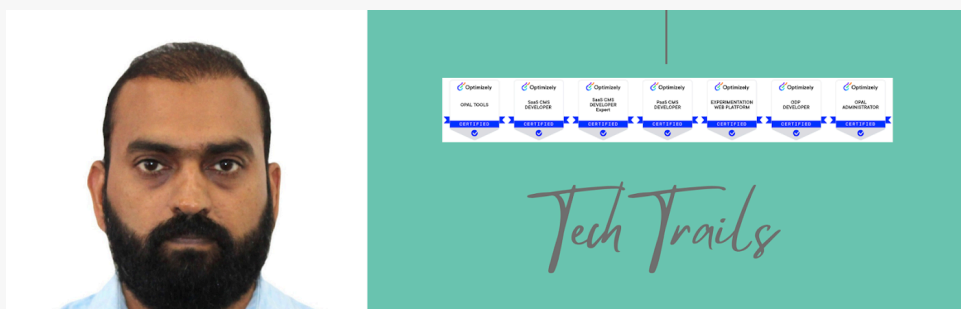 Optimizely
OPAL TOOLS
CERTIFIED
Optimizely
SaaS CMS
DEVELOPER
CERTIFIED
Optimizely
SaaS CMS
DEVELOPER
Expert
CERTIFIED
Optimizely
PaaS CMS
DEVELOPER
CERTIFIED
Optimizely
EXPERIMENTATION
WEB PLATFORM
CERTIFIED
Optimizely
ODP
DEVELOPER
CERTIFIED
Optimizely
OPAL
ADMINISTRATOR
CERTIFIED
Tech Trails